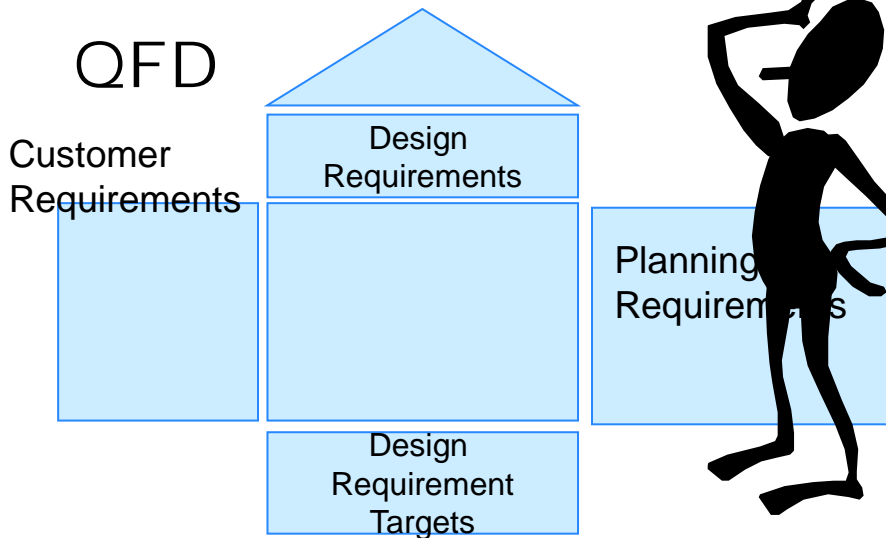 QFD
Customer
Requirements
Design
Requirements
Planning
Requirements
Design
Requirement
Targets